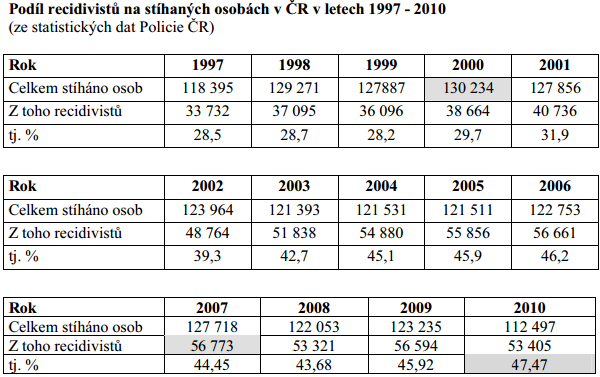 Podíl recidivistů na stíhaných osobách v ČR v letech 1997 - 2010
(ze statistických dat Policie ČR)
Rok 1997 1998 1999 2000 2001
Celkem stíháno osob 118 395 129 271 127887 130 234 127 856
Z toho recidivistů 33 732 37 095 36 096 38 664 40 736
tj. % 28,5 28,7 28,2 29,7 31,9
Rok 2002 2003 2004 2005 2006
Celkem stíháno osob 123 964 121 393 121 531 121 511 122 753
Z toho recidivistů 48 764 51 838 54 880 55 856 56 661
tj. % 39,3 42,7 45,1 45,9 46,2
Rok 2007 2008 2009 2010
Celkem stíháno osob 127 718 122 053 123 235 112 497
Z toho recidivistů 56 773 53 321 56 594 53 405
tj. % 44,45 43,68 45,92 47,47